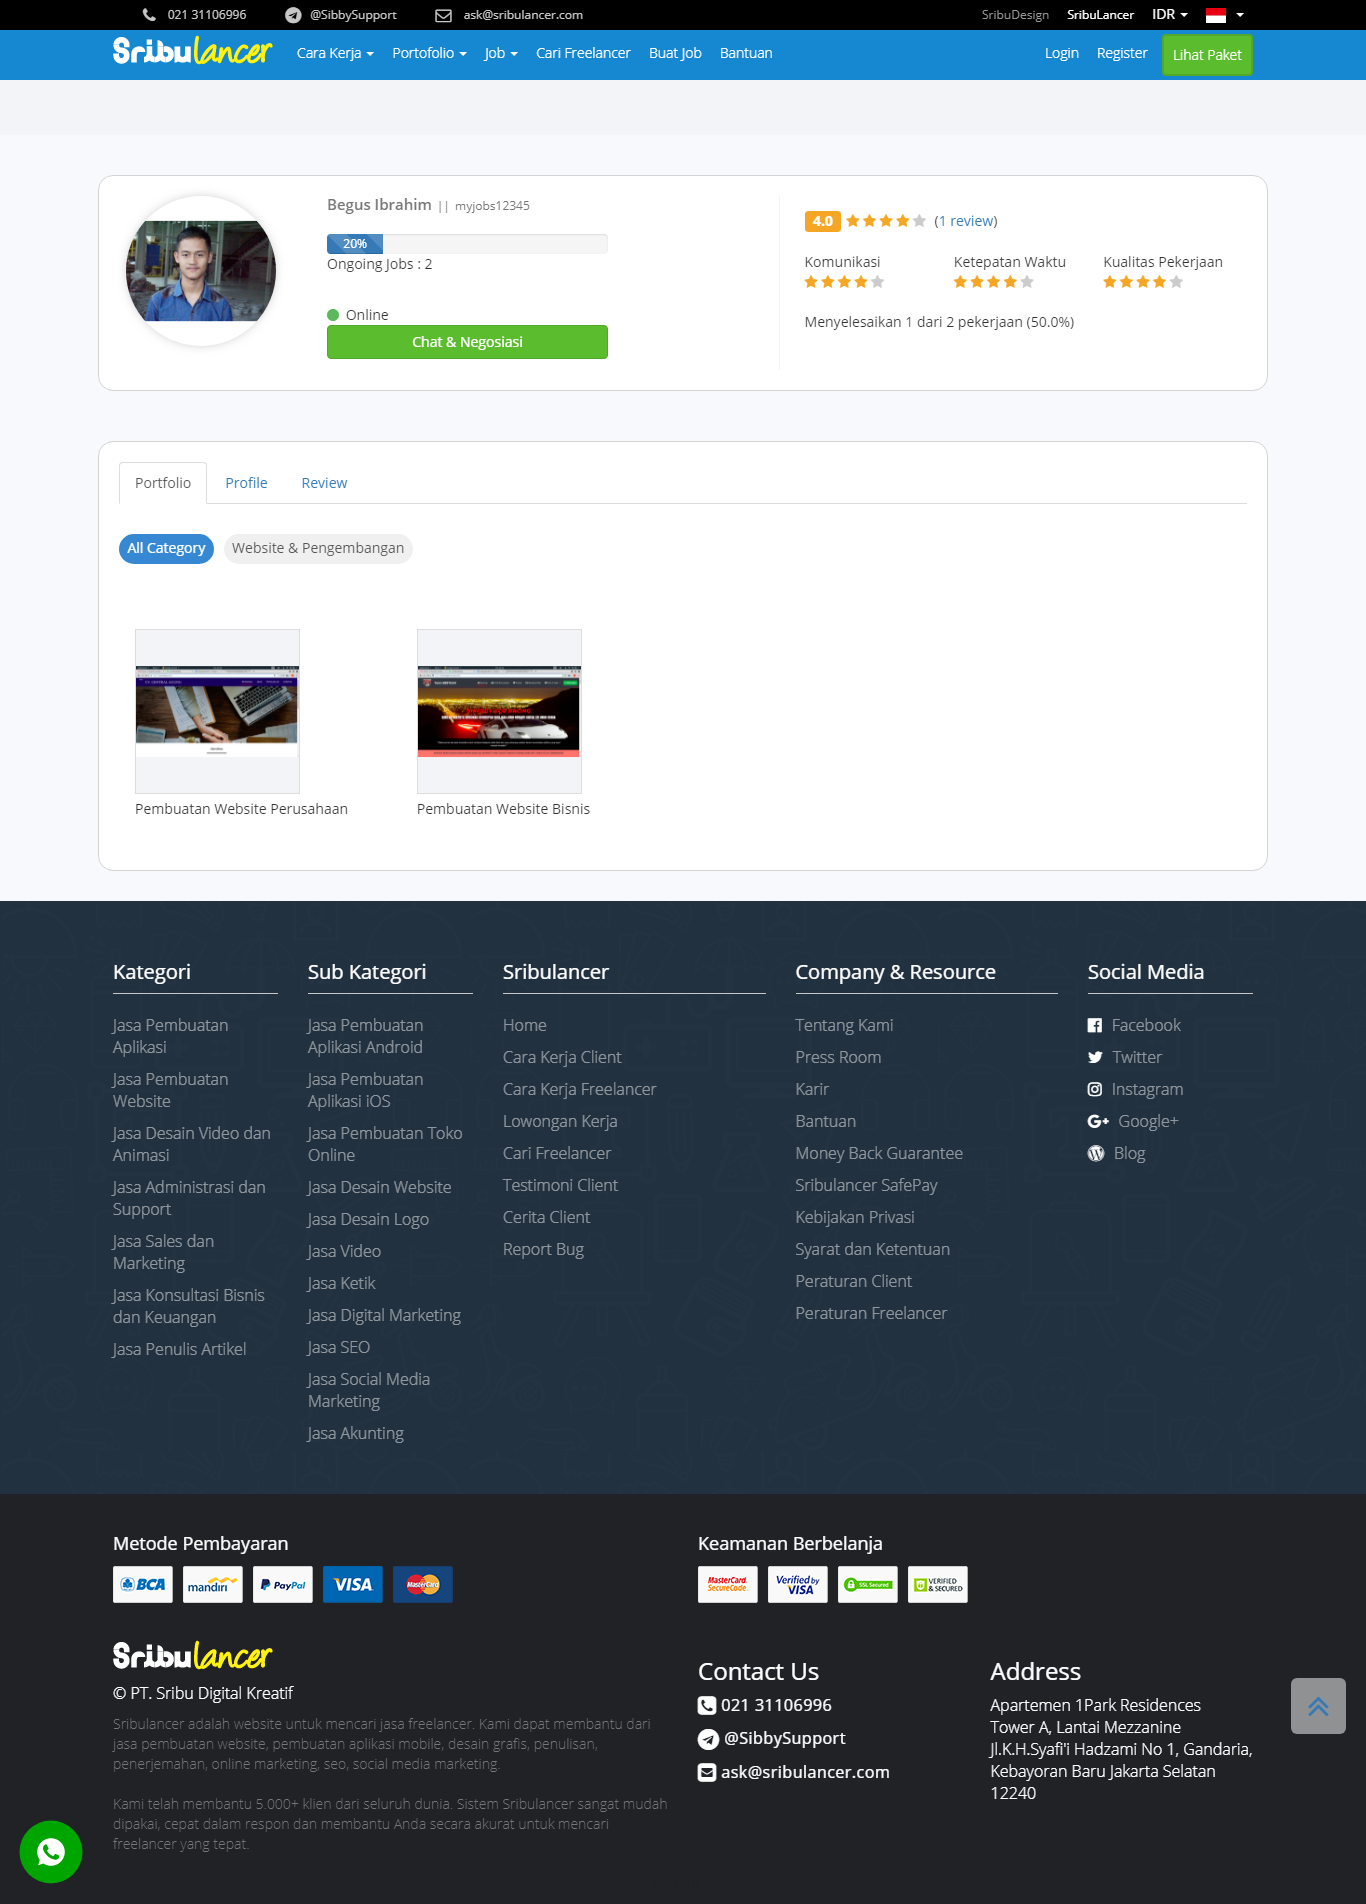 021 31106996
@SibbySupport
ask@sribulancer.com
SribuDesign
SribuLancer
IDR
Sribulancer
Cara Kerja
Portofolio
Job
Cari Freelancer
Buat Job
Bantuan
Login
Register
Lihat Paket
Begus Ibrahim || myjobs12345
20%
Ongoing Jobs : 2
Online
Chat & Negosiasi
4.0 (1 review)
Komunikasi
Ketepatan Waktu
Kualitas Pekerjaan
Menyelesaikan 1 dari 2 pekerjaan (50.0%)
Portfolio
Profile
Review
All Category
Website & Pengembangan
Pembuatan Website Perusahaan
Pembuatan Website Bisnis
Kategori
Jasa Pembuatan
Aplikasi
Jasa Pembuatan
Website
Jasa Desain Video dan
Animasi
Jasa Administrasi dan
Support
Jasa Sales dan
Marketing
Jasa Konsultasi Bisnis
dan Keuangan
Jasa Penulis Artikel
Sub Kategori
Jasa Pembuatan
Aplikasi Android
Jasa Pembuatan
Aplikasi iOS
Jasa Pembuatan Toko
Online
Jasa Desain Website
Jasa Desain Logo
Jasa Video
Jasa Ketik
Jasa Digital Marketing
Jasa SEO
Jasa Social Media
Marketing
Jasa Akunting
Sribulancer
Home
Cara Kerja Client
Cara Kerja Freelancer
Lowongan Kerja
Cari Freelancer
Testimoni Client
Cerita Client
Report Bug
Company & Resource
Tentang Kami
Press Room
Karir
Bantuan
Money Back Guarantee
Sribulancer SafePay
Kebijakan Privasi
Syarat dan Ketentuan
Peraturan Client
Peraturan Freelancer
Social Media
Facebook
Twitter
Instagram
Google+
Blog
Metode Pembayaran
BCA
mandiri
PayPal
VISA
MasterCard
Keamanan Berbelanja
MasterCard.
SecureCode.
Verified by
VISA
SSL Secured
VERIFIED
& SECURED
Sribulancer
© PT. Sribu Digital Kreatif
Sribulancer adalah website untuk mencari jasa freelancer. Kami dapat membantu dari
jasa pembuatan website, pembuatan aplikasi mobile, desain grafis, penulisan,
penerjemahan, online marketing, seo, social media marketing.
Kami telah membantu 5.000+ klien dari seluruh dunia. Sistem Sribulancer sangat mudah
dipakai, cepat dalam respon dan membantu Anda secara akurat untuk mencari
freelancer yang tepat.
Contact Us
021 31106996
@SibbySupport
ask@sribulancer.com
Address
Apartemen 1Park Residences
Tower A, Lantai Mezzanine
Jl.K.H.Syafi'i Hadzami No 1, Gandaria,
Kebayoran Baru Jakarta Selatan
12240